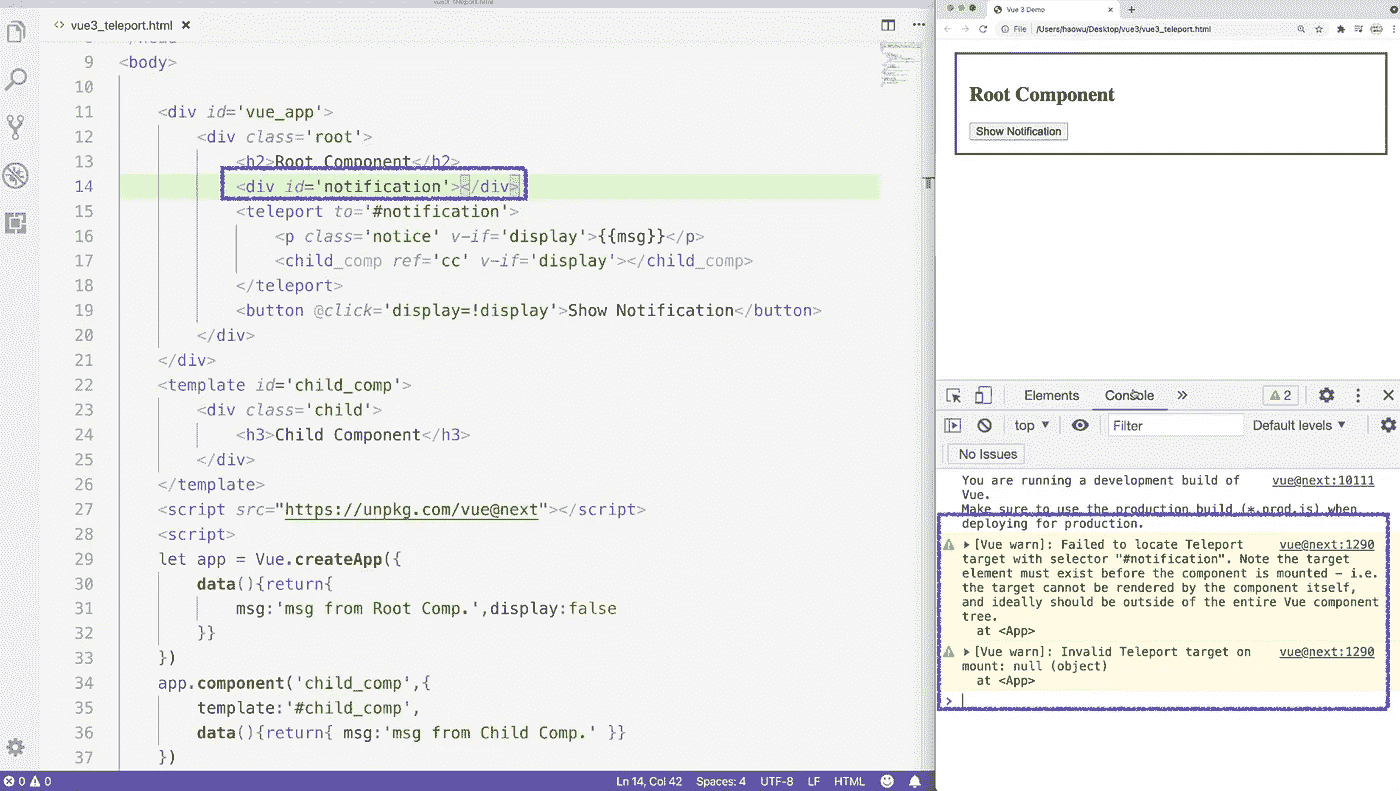 vue3_teleport.html
<> vue3_teleport.html ×
9 <body>
10
11 <div id='vue_app'>
12 <div class='root'>
13 <h2>Root Component</h2>
14 <div id='notification'></div>
15 <teleport to='#notification'>
16 <p class='notice' v-if='display'>{{msg}}</p>
17 <child_comp ref='cc' v-if='display'></child_comp>
18 </teleport>
19 <button @click='display=!display'>Show Notification</button>
20 </div>
21 </div>
22 <template id='child_comp'>
23 <div class='child'>
24 <h3>Child Component</h3>
25 </div>
26 </template>
27 <script src="https://unpkg.com/vue@next"></script>
28 <script>
29 let app = Vue.createApp({
30 data(){return{
31 msg:'msg from Root Comp.',display:false
32 }}
33 })
34 app.component('child_comp',{
35 template:'#child_comp',
36 data(){return{ msg:'msg from Child Comp.' }}
37 })
0 0
Ln 14, Col 42 Spaces: 4 UTF-8 LF HTML
Vue 3 Demo
File /Users/haowu/Desktop/vue3/vue3_teleport.html
Root Component
Show Notification
Elements Console » 2
top Filter Default levels
No Issues
You are running a development build of vue@next:10111
Vue.
Make sure to use the production build (*.prod.js) when
deploying for production.
[Vue warn]: Failed to locate Teleport vue@next:1290
target with selector "#notification". Note the target
element must exist before the component is mounted - i.e.
the target cannot be rendered by the component itself,
and ideally should be outside of the entire Vue component
tree.
at <App>
[Vue warn]: Invalid Teleport target on vue@next:1290
mount: null (object)
at <App>